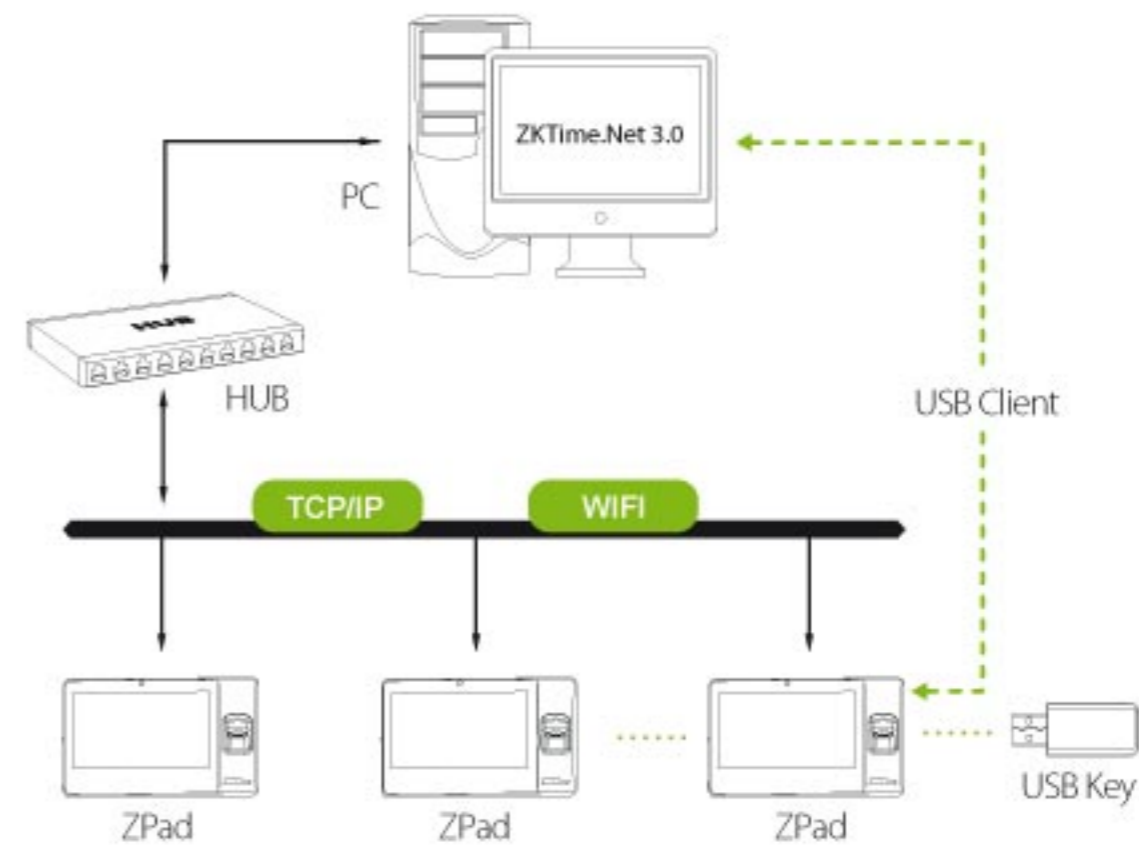 ZKTime.Net 3.0
PC
HUB
HUB
USB Client
TCP/IP
WIFI
USB Key
ZPad
ZPad
ZPad